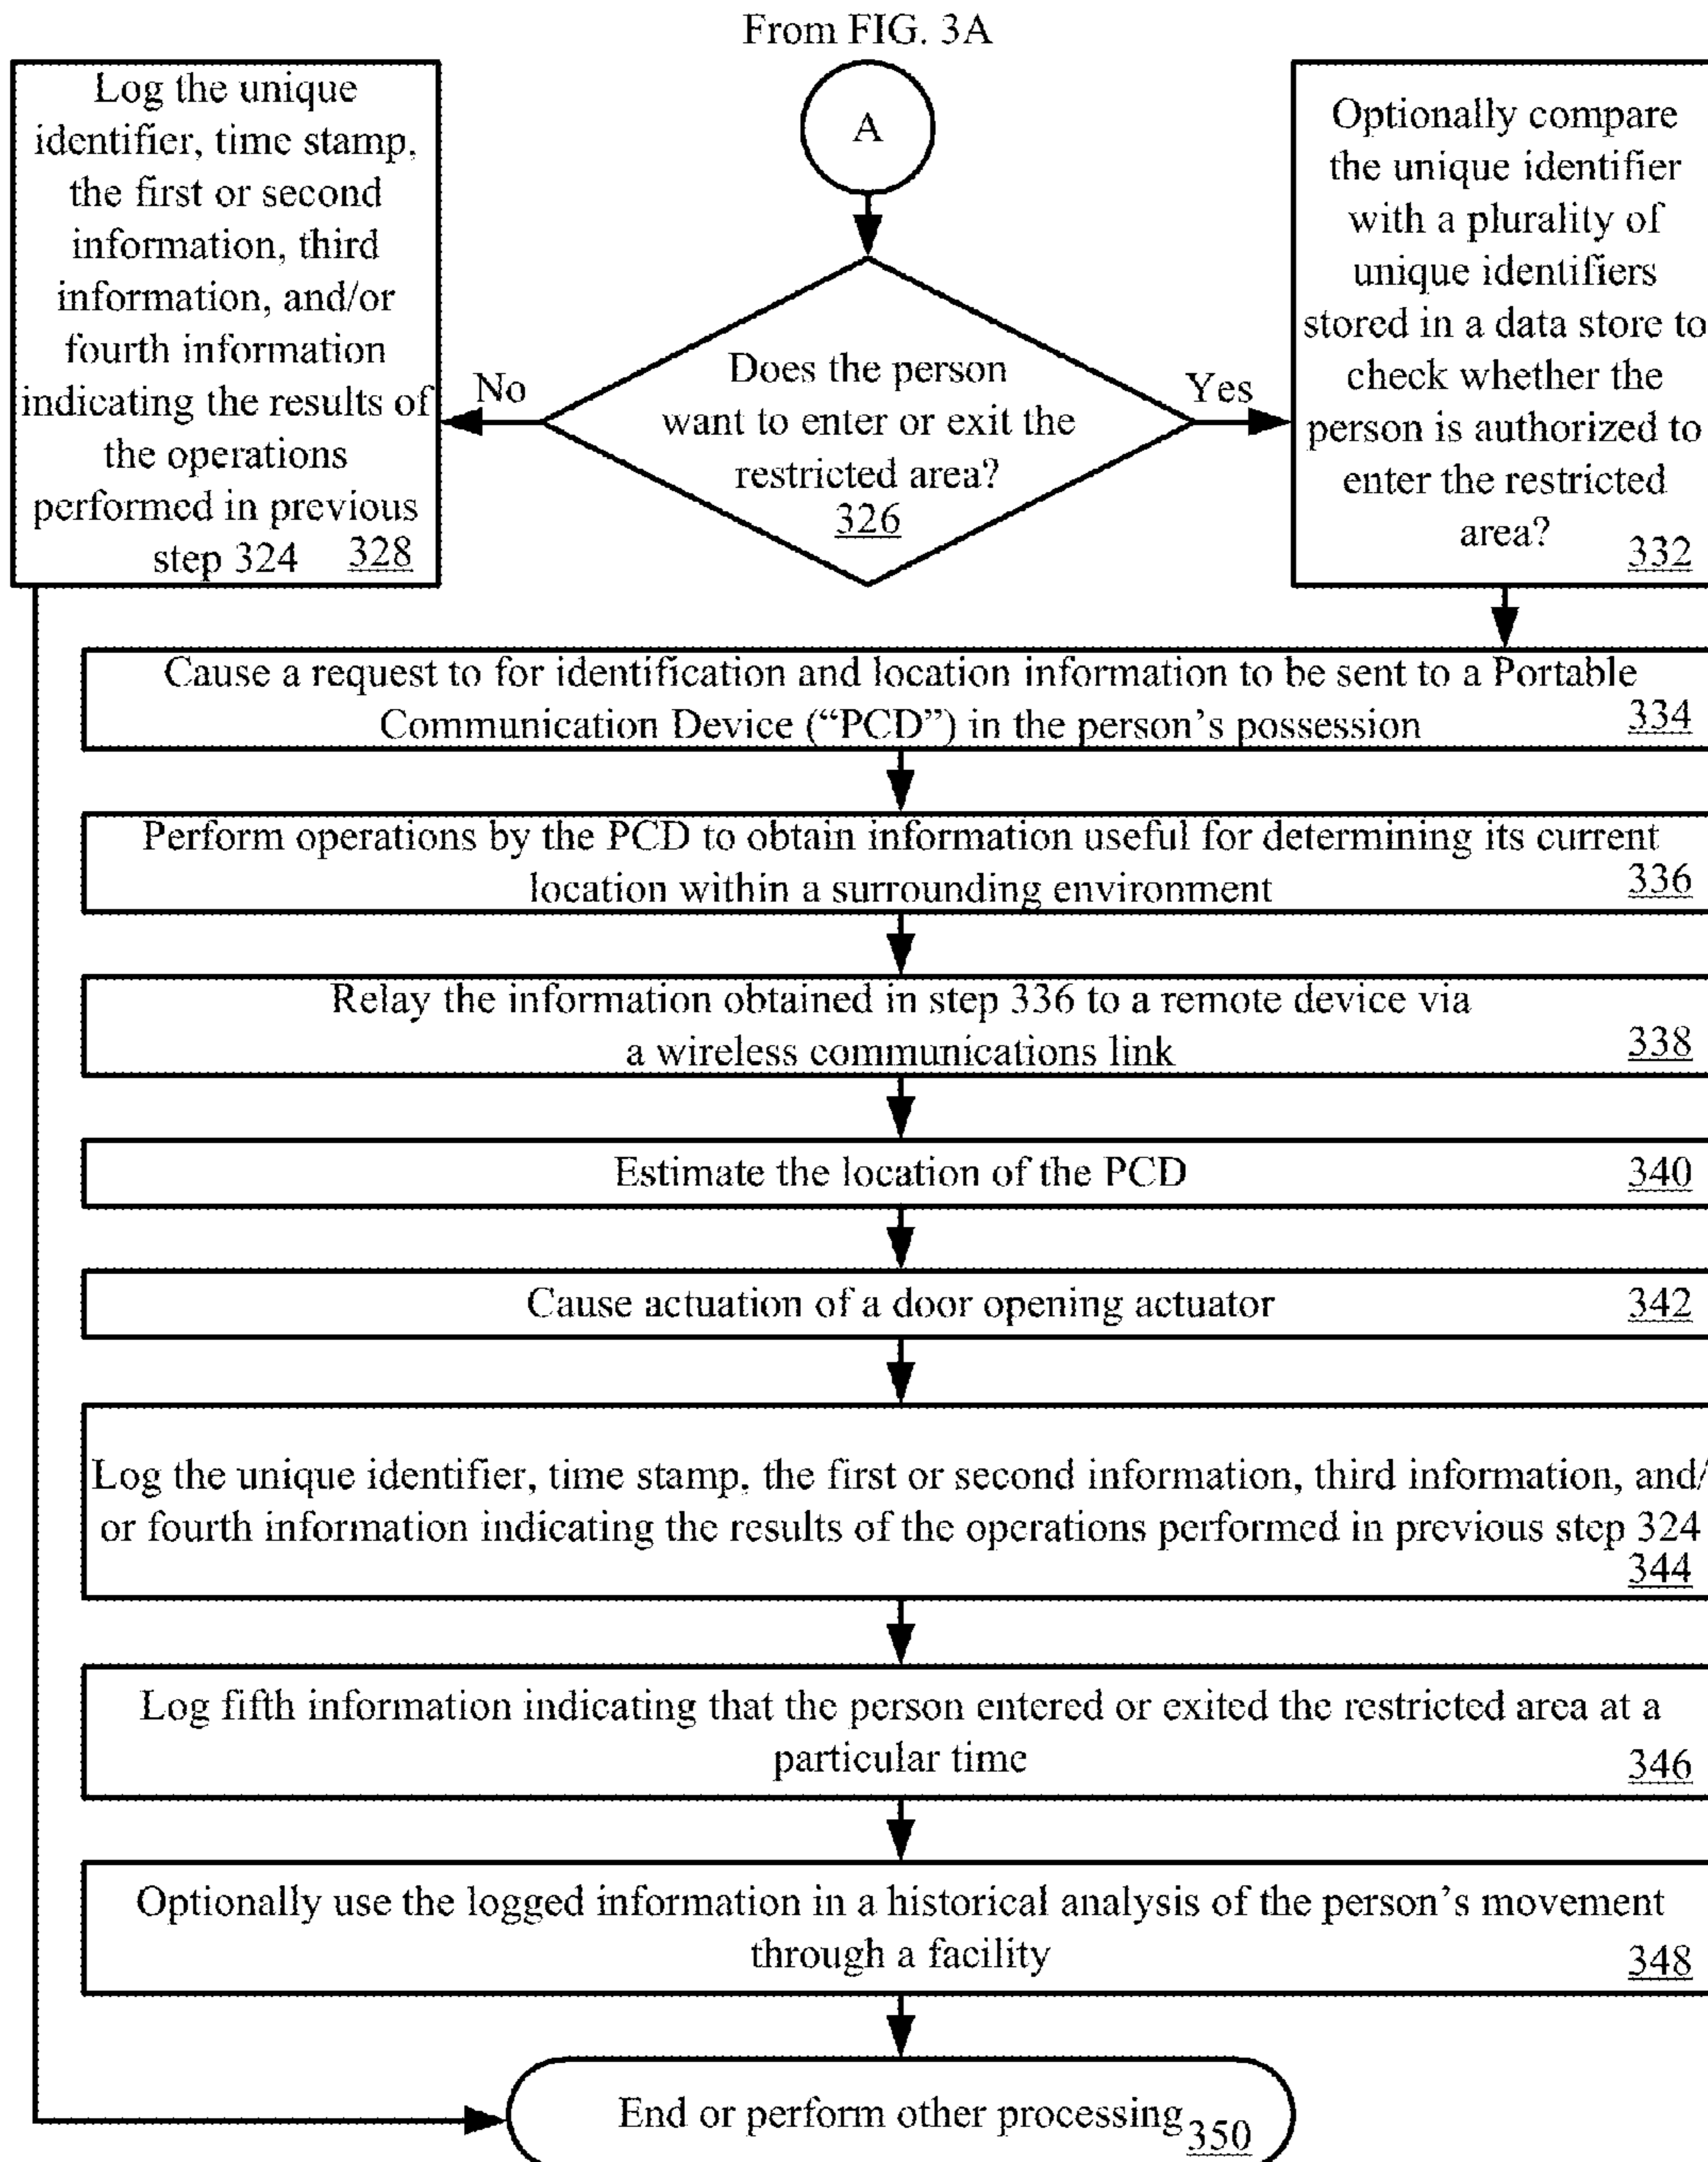 From FIG. 3A
A
Log the unique
identifier, time stamp,
the first or second
information, third
information, and/or
fourth information
indicating the results of
the operations
performed in previous
step 324 328
No
Does the person
want to enter or exit the
restricted area?
326
Yes
Optionally compare
the unique identifier
with a plurality of
unique identifiers
stored in a data store to
check whether the
person is authorized to
enter the restricted
area?
332
Cause a request to for identification and location information to be sent to a Portable
Communication Device (“PCD”) in the person’s possession 334
Perform operations by the PCD to obtain information useful for determining its current
location within a surrounding environment 336
Relay the information obtained in step 336 to a remote device via
a wireless communications link 338
Estimate the location of the PCD 340
Cause actuation of a door opening actuator 342
Log the unique identifier, time stamp, the first or second information, third information, and/
or fourth information indicating the results of the operations performed in previous step 324
344
Log fifth information indicating that the person entered or exited the restricted area at a
particular time 346
Optionally use the logged information in a historical analysis of the person’s movement
through a facility 348
End or perform other processing 350